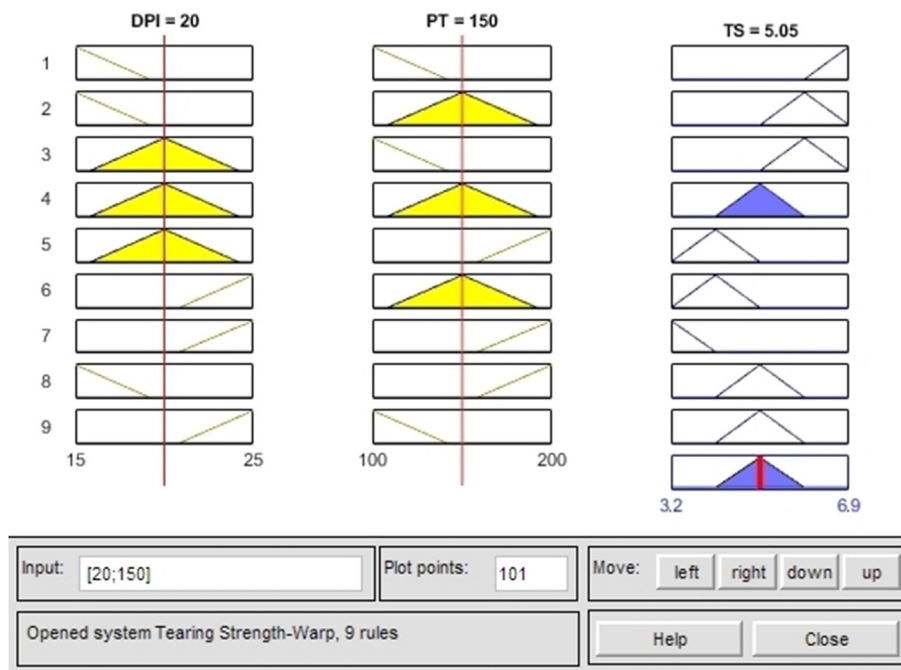 DPI = 20 PT = 150 TS = 5.05
1
2
3
4
5
6
7
8
9
15 25 100 200
3.2 6.9
Input: [20;150] Plot points: 101 Move: left right down up
Opened system Tearing Strength-Warp, 9 rules Help Close